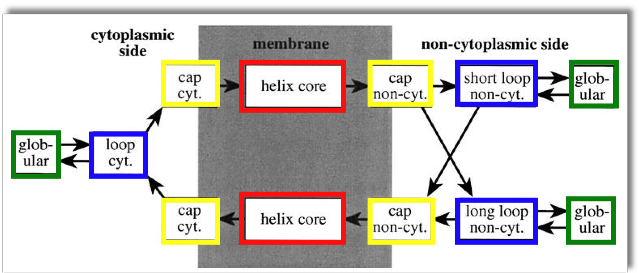 cytoplasmic
side
membrane
non-cytoplasmic side
cap
cyt.
helix core
cap
non-cyt.
short loop
non-cyt.
glob-
ular
glob-
ular
loop
cyt.
cap
cyt.
helix core
cap
non-cyt.
long loop
non-cyt.
glob-
ular